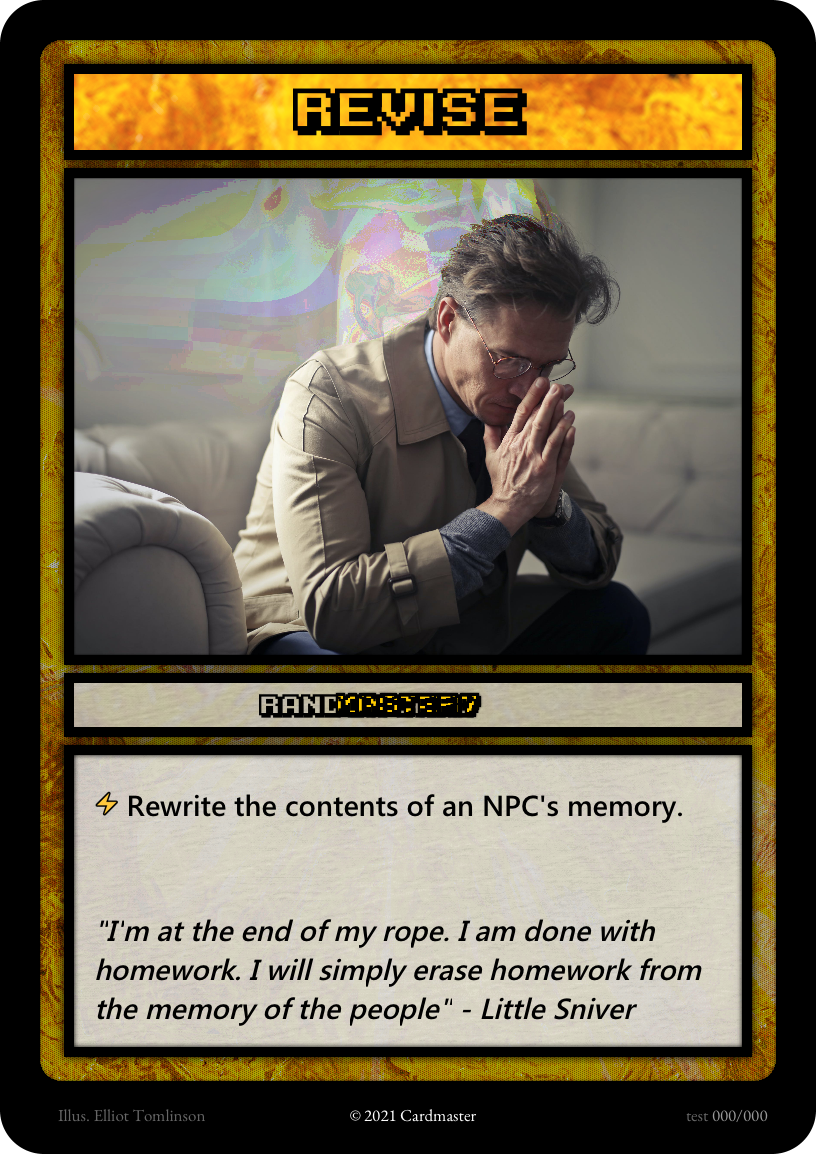 REVISE
⚡ Rewrite the contents of an NPC's memory.
"I'm at the end of my rope. I am done with
homework. I will simply erase homework from
the memory of the people" - Little Sniver
Illus. Elliot Tomlinson
© 2021 Cardmaster
test 000/000